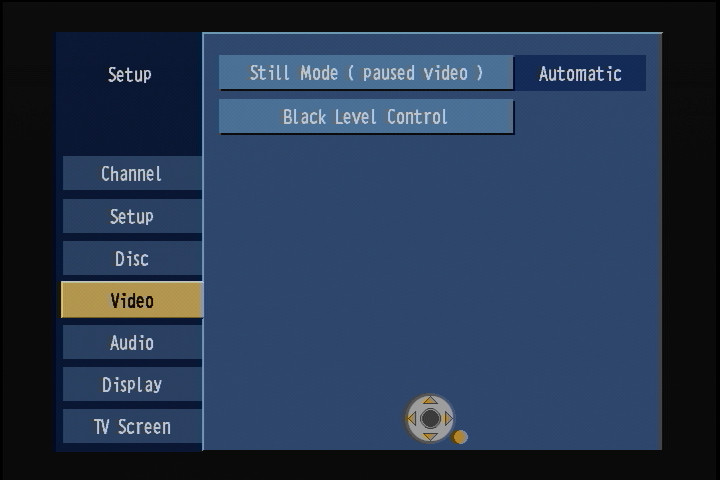 Setup
Still Mode ( paused video ) Automatic
Black Level Control
Channel
Setup
Disc
Video
Audio
Display
TV Screen